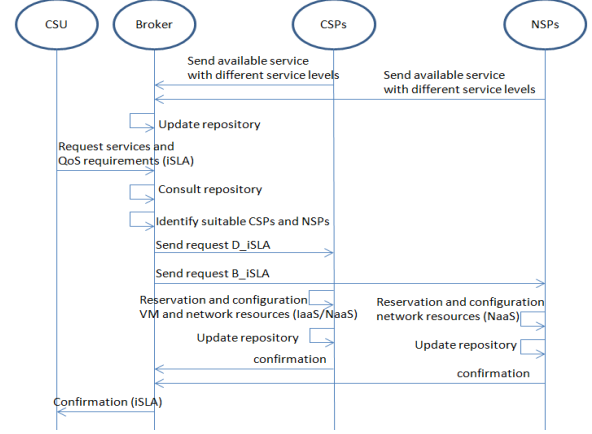 CSU
Broker
CSPs
NSPs
Send available service
with different service levels
Send available service
with different service levels
Update repository
Request services and
QoS requirements (iSLA)
Consult repository
Identify suitable CSPs and NSPs
Send request D_iSLA
Send request B_iSLA
Reservation and configuration
VM and network resources (IaaS/NaaS)
Reservation and configuration
network resources (NaaS)
Update repository
Update repository
confirmation
confirmation
Confirmation (iSLA)